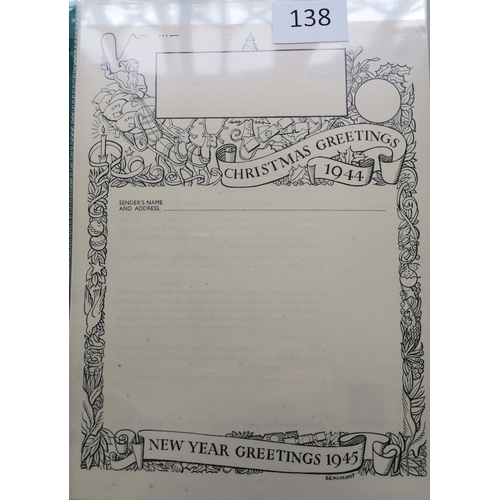 138
CHRISTMAS GREETINGS
1944
SENDER'S NAME
AND ADDRESS
NEW YEAR GREETINGS 1945
BEAUMONT